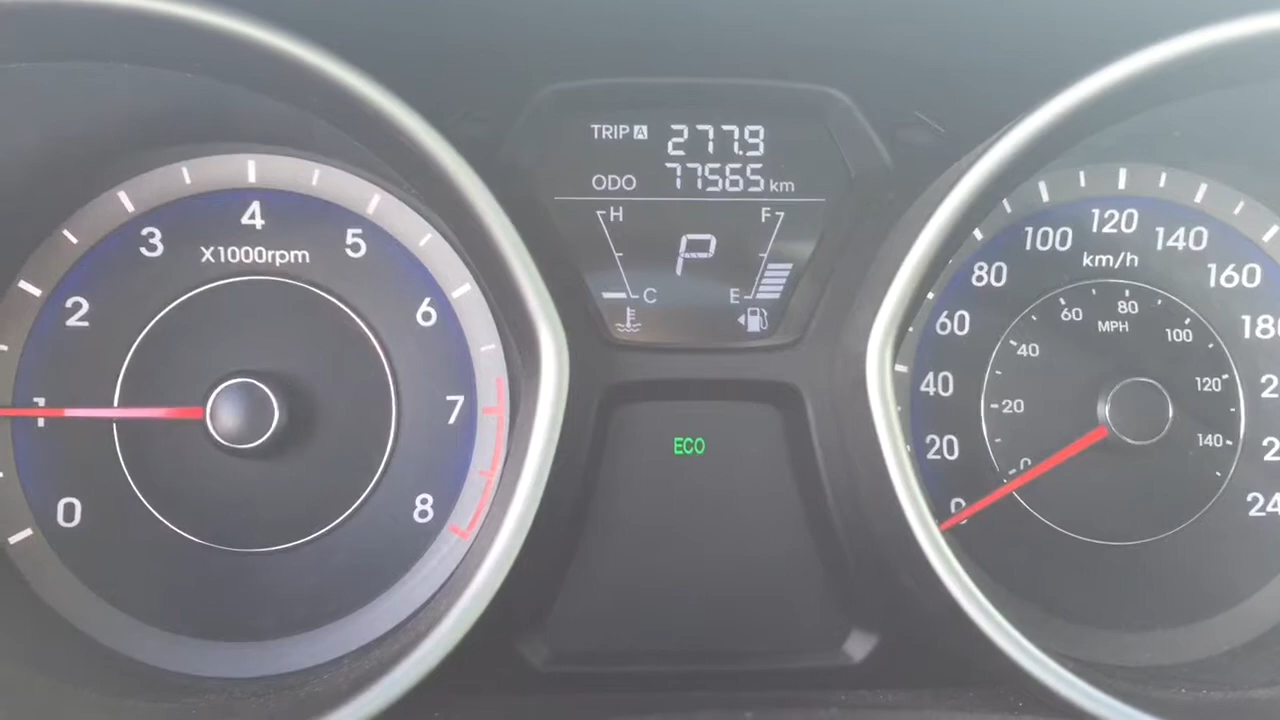 TRIP A 277.9
ODO 77565 km
H F
P
C E
ECO
0 1 2 3 4 5 6 7 8
X1000rpm
0 20 40 60 80 100 120 140 160
km/h
0 20 40 60 80 100 120 140
MPH